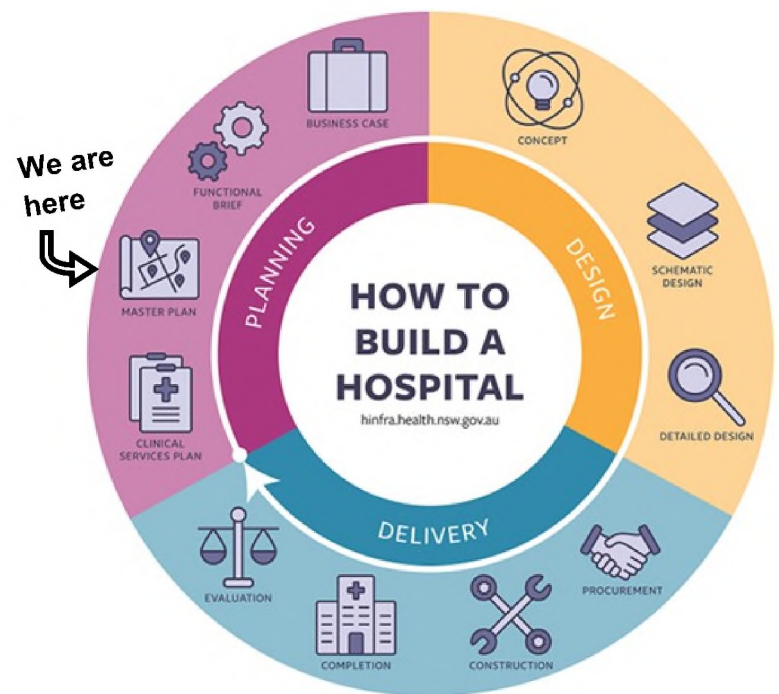 We are
here
HOW TO
BUILD A
HOSPITAL
hinfra.health.nsw.gov.au
PLANNING
CLINICAL
SERVICES PLAN
MASTER PLAN
FUNCTIONAL
BRIEF
BUSINESS CASE
DESIGN
CONCEPT
SCHEMATIC
DESIGN
DETAILED DESIGN
DELIVERY
PROCUREMENT
CONSTRUCTION
COMPLETION
EVALUATION